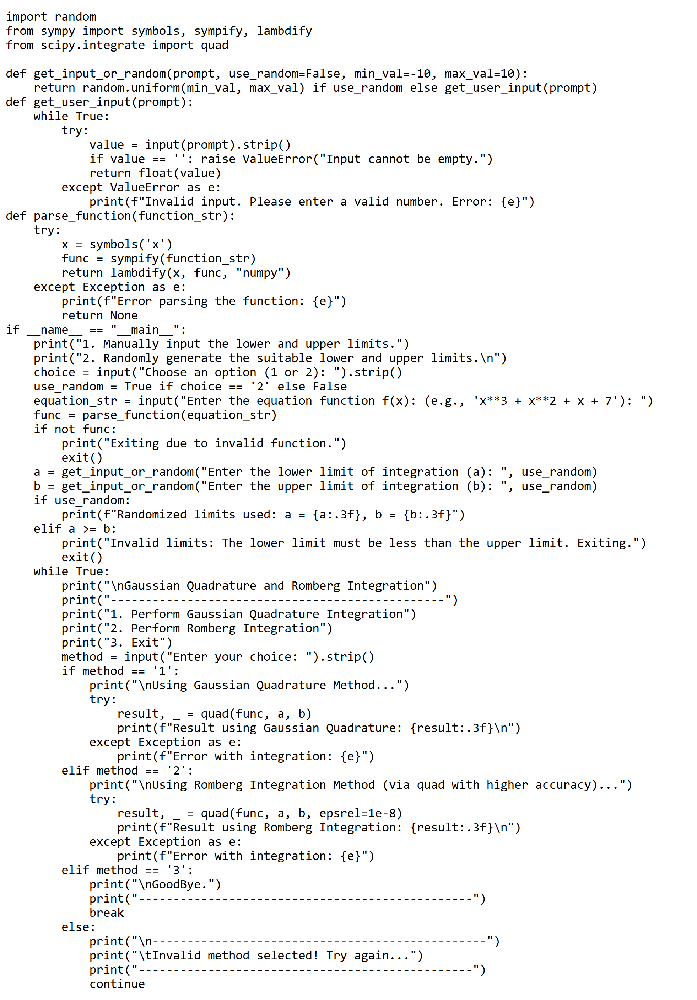 import random
from sympy import symbols, sympify, lambdify
from scipy.integrate import quad

def get_input_or_random(prompt, use_random=False, min_val=-10, max_val=10):
    return random.uniform(min_val, max_val) if use_random else get_user_input(prompt)
def get_user_input(prompt):
    while True:
        try:
            value = input(prompt).strip()
            if value == '': raise ValueError("Input cannot be empty.")
            return float(value)
        except ValueError as e:
            print(f"Invalid input. Please enter a valid number. Error: {e}")
def parse_function(function_str):
    try:
        x = symbols('x')
        func = sympify(function_str)
        return lambdify(x, func, "numpy")
    except Exception as e:
        print(f"Error parsing the function: {e}")
        return None
if __name__ == "__main__":
    print("1. Manually input the lower and upper limits.")
    print("2. Randomly generate the suitable lower and upper limits.\n")
    choice = input("Choose an option (1 or 2): ").strip()
    use_random = True if choice == '2' else False
    equation_str = input("Enter the equation function f(x): (e.g., 'x**3 + x**2 + x + 7'): ")
    func = parse_function(equation_str)
    if not func:
        print("Exiting due to invalid function.")
        exit()
    a = get_input_or_random("Enter the lower limit of integration (a): ", use_random)
    b = get_input_or_random("Enter the upper limit of integration (b): ", use_random)
    if use_random:
        print(f"Randomized limits used: a = {a:.3f}, b = {b:.3f}")
    elif a >= b:
        print("Invalid limits: The lower limit must be less than the upper limit. Exiting.")
        exit()
    while True:
        print("\nGaussian Quadrature and Romberg Integration")
        print("------------------------------------------------")
        print("1. Perform Gaussian Quadrature Integration")
        print("2. Perform Romberg Integration")
        print("3. Exit")
        method = input("Enter your choice: ").strip()
        if method == '1':
            print("\nUsing Gaussian Quadrature Method...")
            try:
                result, _ = quad(func, a, b)
                print(f"Result using Gaussian Quadrature: {result:.3f}\n")
            except Exception as e:
                print(f"Error with integration: {e}")
        elif method == '2':
            print("\nUsing Romberg Integration Method (via quad with higher accuracy)...")
            try:
                result, _ = quad(func, a, b, epsrel=1e-8)
                print(f"Result using Romberg Integration: {result:.3f}\n")
            except Exception as e:
                print(f"Error with integration: {e}")
        elif method == '3':
            print("\nGoodBye.")
            print("------------------------------------------------")
            break
        else:
            print("\n------------------------------------------------")
            print("\tInvalid method selected! Try again...")
            print("------------------------------------------------")
            continue